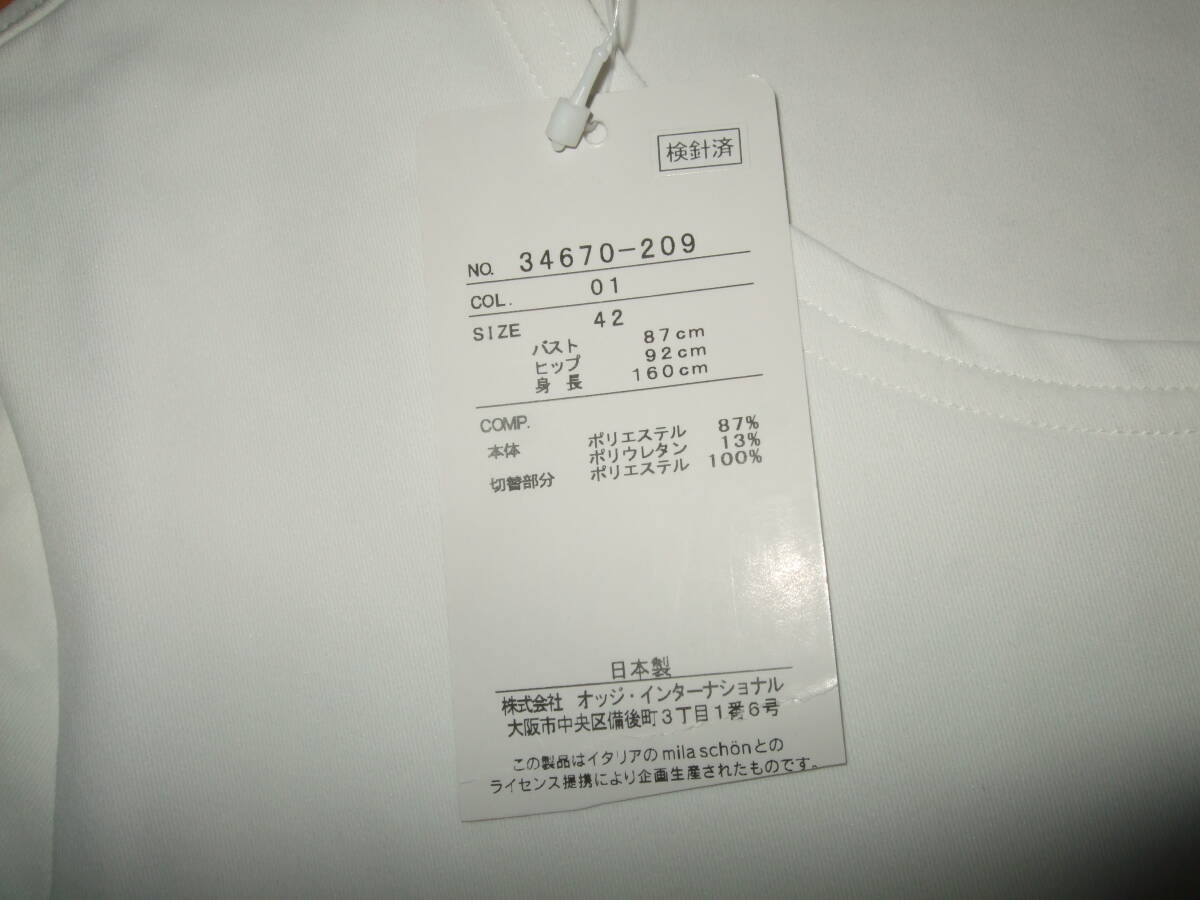 検針済
NO. 34670-209
COL. 01
SIZE 42
バスト 87cm
ヒップ 92cm
身長 160cm
COMP.
本体 ポリエステル 87%
ポリウレタン 13%
切替部分 ポリエステル 100%
日本製
株式会社 オッジ・インターナショナル
大阪市中央区備後町3丁目1番6号
この製品はイタリアのmila schönとの
ライセンス提携により企画生産されたものです。